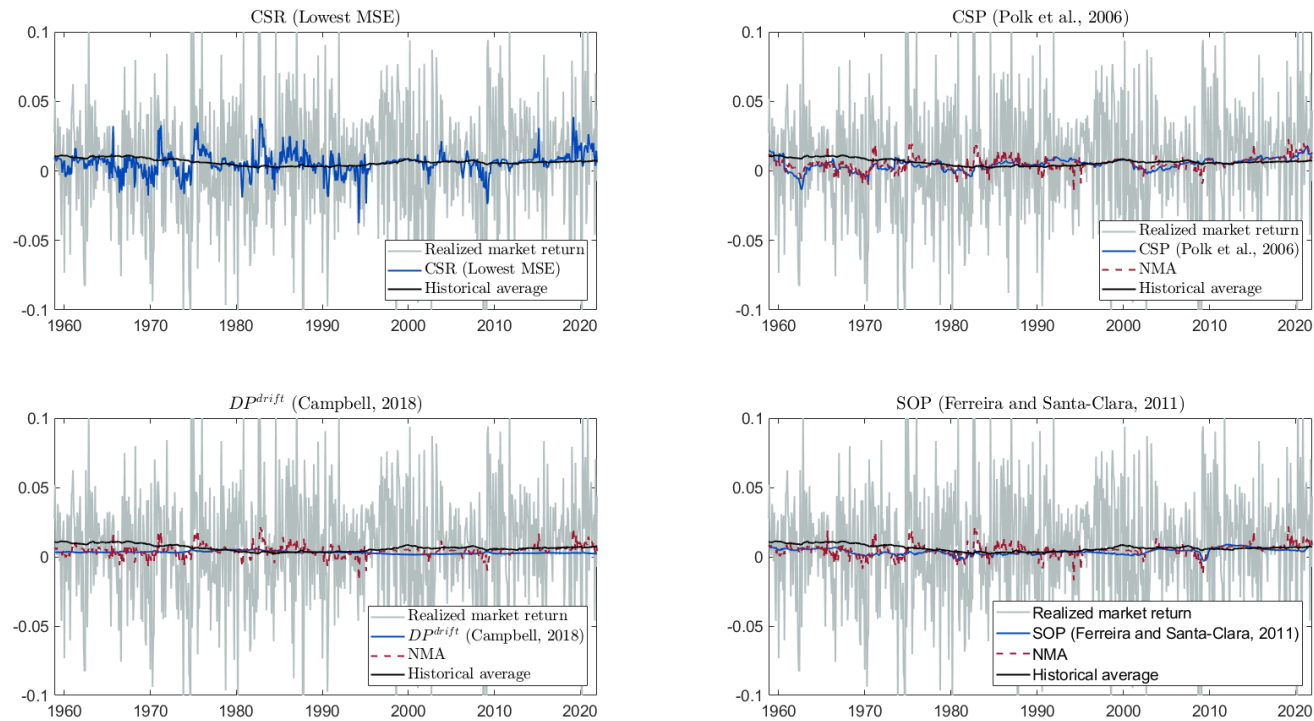 CSR (Lowest MSE)
0.1
0.05
0
-0.05
-0.1
Realized market return
CSR (Lowest MSE)
Historical average
1960 1970 1980 1990 2000 2010 2020
CSP (Polk et al., 2006)
0.1
0.05
0
-0.05
-0.1
Realized market return
CSP (Polk et al., 2006)
NMA
Historical average
1960 1970 1980 1990 2000 2010 2020
DP^drift (Campbell, 2018)
0.1
0.05
0
-0.05
-0.1
Realized market return
DP^drift (Campbell, 2018)
NMA
Historical average
1960 1970 1980 1990 2000 2010 2020
SOP (Ferreira and Santa-Clara, 2011)
0.1
0.05
0
-0.05
-0.1
Realized market return
SOP (Ferreira and Santa-Clara, 2011)
NMA
Historical average
1960 1970 1980 1990 2000 2010 2020